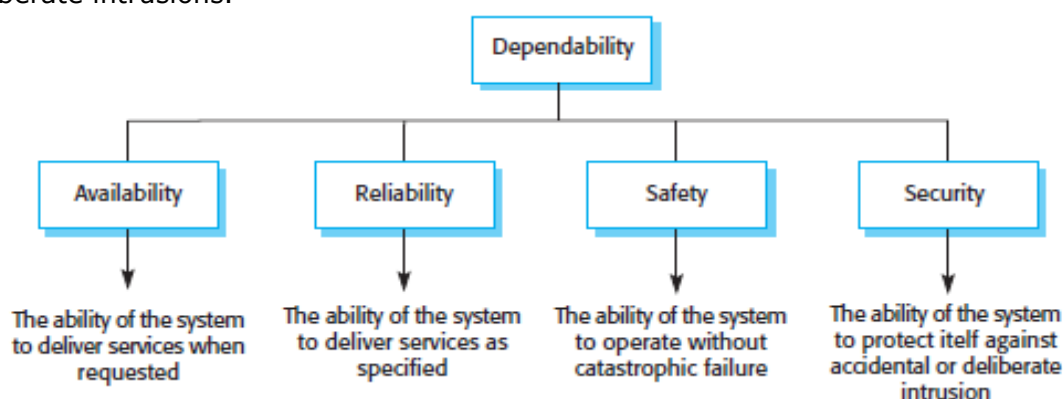 berate intrusions.
Dependability
Availability
Reliability
Safety
Security
The ability of the system
to deliver services when
requested
The ability of the system
to deliver services as
specified
The ability of the system
to operate without
catastrophic failure
The ability of the system
to protect itelf against
accidental or deliberate
intrusion